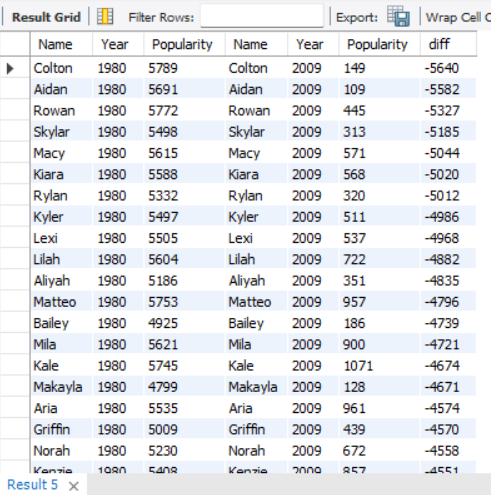 Result Grid Filter Rows: Export: Wrap Cell C
Name Year Popularity Name Year Popularity diff
Colton 1980 5789 Colton 2009 149 -5640
Aidan 1980 5691 Aidan 2009 109 -5582
Rowan 1980 5772 Rowan 2009 445 -5327
Skylar 1980 5498 Skylar 2009 313 -5185
Macy 1980 5615 Macy 2009 571 -5044
Kiara 1980 5588 Kiara 2009 568 -5020
Rylan 1980 5332 Rylan 2009 320 -5012
Kyler 1980 5497 Kyler 2009 511 -4986
Lexi 1980 5505 Lexi 2009 537 -4968
Lilah 1980 5604 Lilah 2009 722 -4882
Aliyah 1980 5186 Aliyah 2009 351 -4835
Matteo 1980 5753 Matteo 2009 957 -4796
Bailey 1980 4925 Bailey 2009 186 -4739
Mila 1980 5621 Mila 2009 900 -4721
Kale 1980 5745 Kale 2009 1071 -4674
Makayla 1980 4799 Makayla 2009 128 -4671
Aria 1980 5535 Aria 2009 961 -4574
Griffin 1980 5009 Griffin 2009 439 -4570
Norah 1980 5230 Norah 2009 672 -4558
Kenzie 1980 5408 Kenzie 2009 857 -4551
Result 5